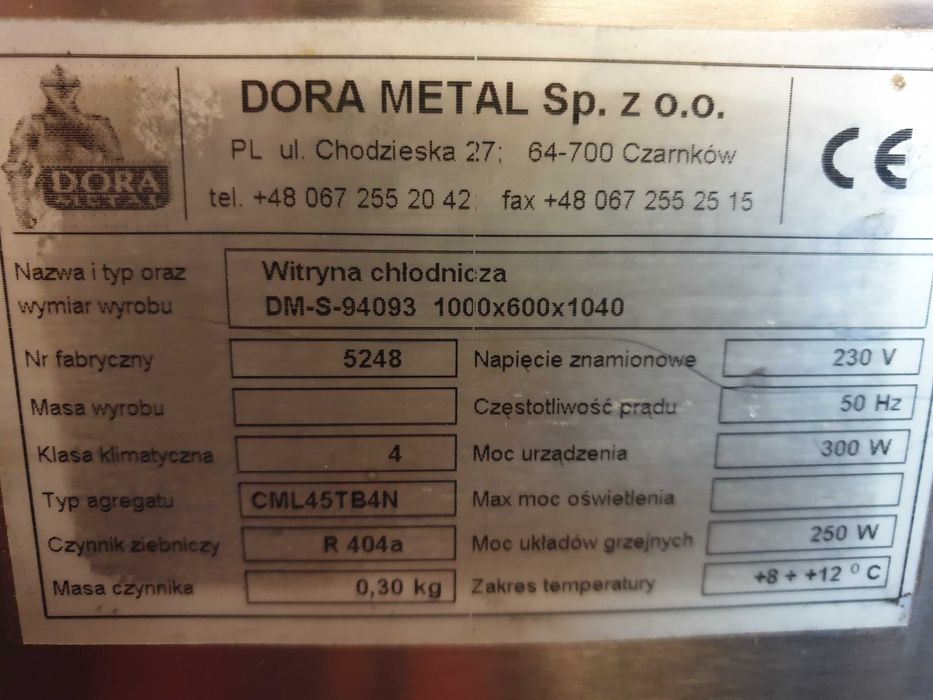 DORA METAL Sp. z o.o.
PL ul. Chodzieska 27; 64-700 Czarnków
tel. +48 067 255 20 42; fax +48 067 255 25 15
DORA
METAL
CE
Nazwa i typ oraz wymiar wyrobu
Witryna chłodnicza
DM-S-94093 1000x600x1040
Nr fabryczny 5248 Napięcie znamionowe 230 V
Masa wyrobu Częstotliwość prądu 50 Hz
Klasa klimatyczna 4 Moc urządzenia 300 W
Typ agregatu CML45TB4N Max moc oświetlenia
Czynnik ziębniczy R 404a Moc układów grzejnych 250 W
Masa czynnika 0,30 kg Zakres temperatury +8 ÷ +12 º C